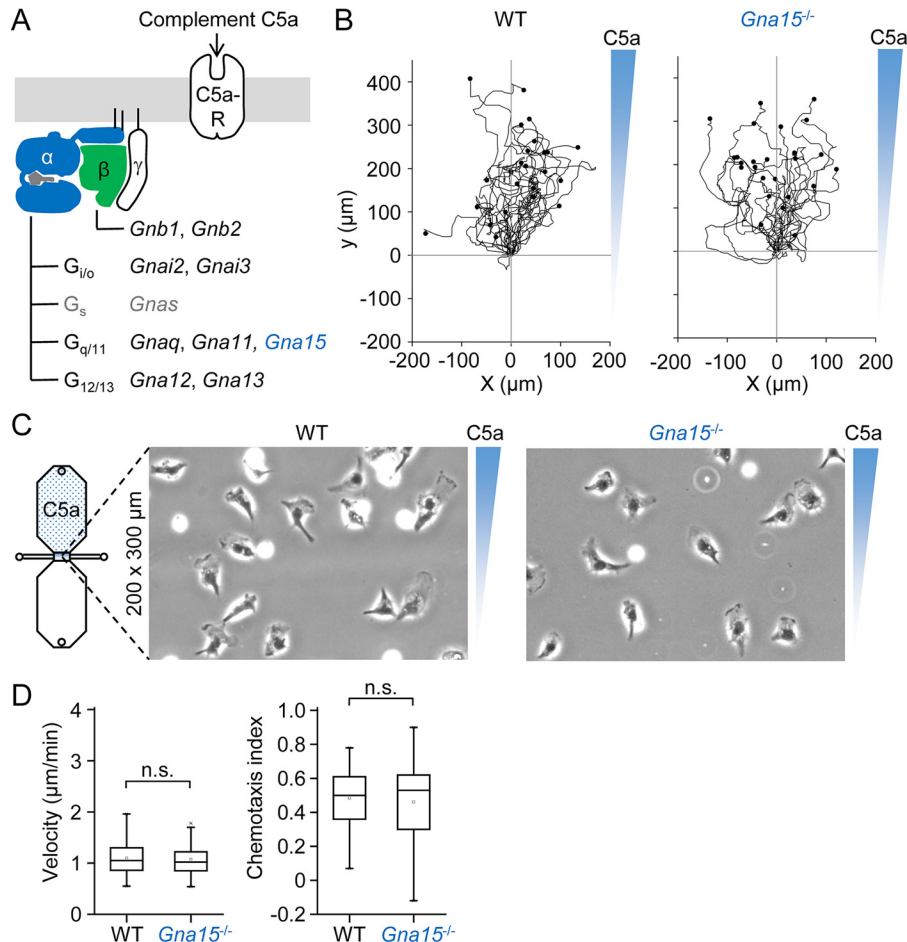 A
Complement C5a
C5a-
R
α
β
γ
Gnb1, Gnb2
Gi/o Gnai2, Gnai3
Gs Gnas
Gq/11 Gnaq, Gna11, Gna15
G12/13 Gna12, Gna13
B
WT
Gna15-/-
C5a
C5a
400
300
200
100
0
-100
-200
y (µm)
-200 -100 0 100 200
X (µm)
-200 -100 0 100 200
X (µm)
C
WT
C5a
Gna15-/-
C5a
C5a
200 x 300 µm
D
Velocity (µm/min)
4
3
2
1
0
n.s.
WT Gna15-/-
Chemotaxis index
1.0
0.8
0.6
0.4
0.2
0
-0.2
n.s.
WT Gna15-/-